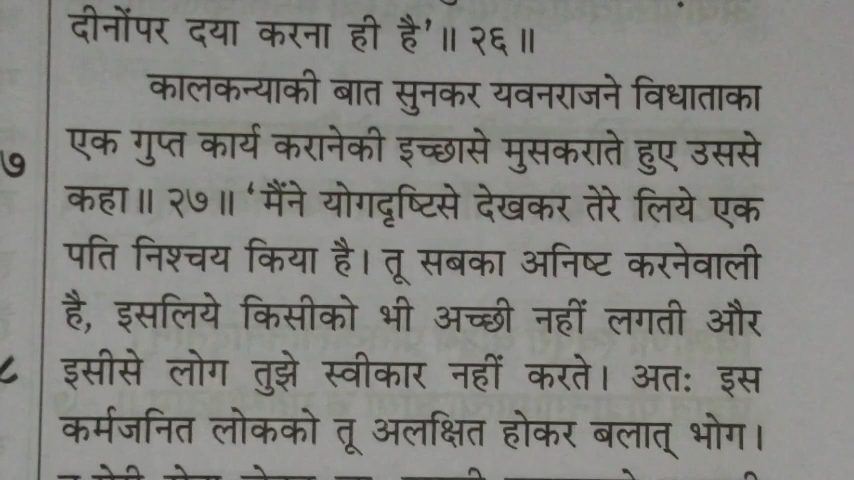 दीनोंपर दया करना ही है’॥ २६॥
कालकन्याकी बात सुनकर यवनराजने विधाताका
एक गुप्त कार्य करानेकी इच्छासे मुसकराते हुए उससे
७
कहा॥ २७॥ ‘मैंने योगदृष्टिसे देखकर तेरे लिये एक
पति निश्चय किया है। तू सबका अनिष्ट करनेवाली
है, इसलिये किसीको भी अच्छी नहीं लगती और
इसीसे लोग तुझे स्वीकार नहीं करते। अतः इस
कर्मजनित लोकको तू अलक्षित होकर बलात् भोग।